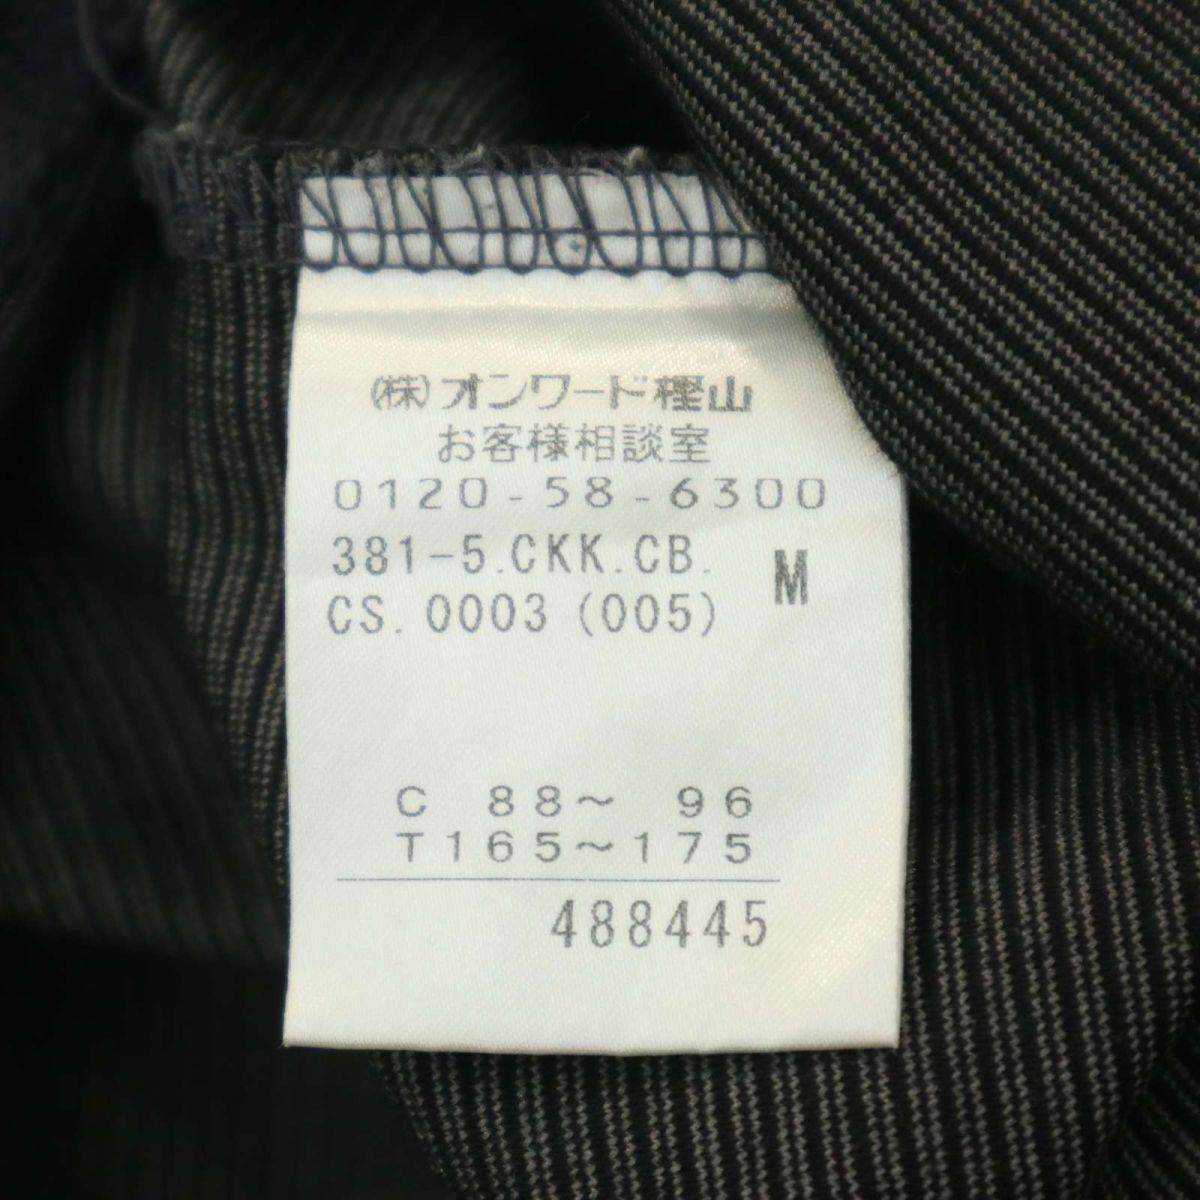 (株)オンワード樫山
お客様相談室
0120-58-6300
381-5.CKK.CB.
CS.0003(005)
M
C 88～ 96
T165～175
488445